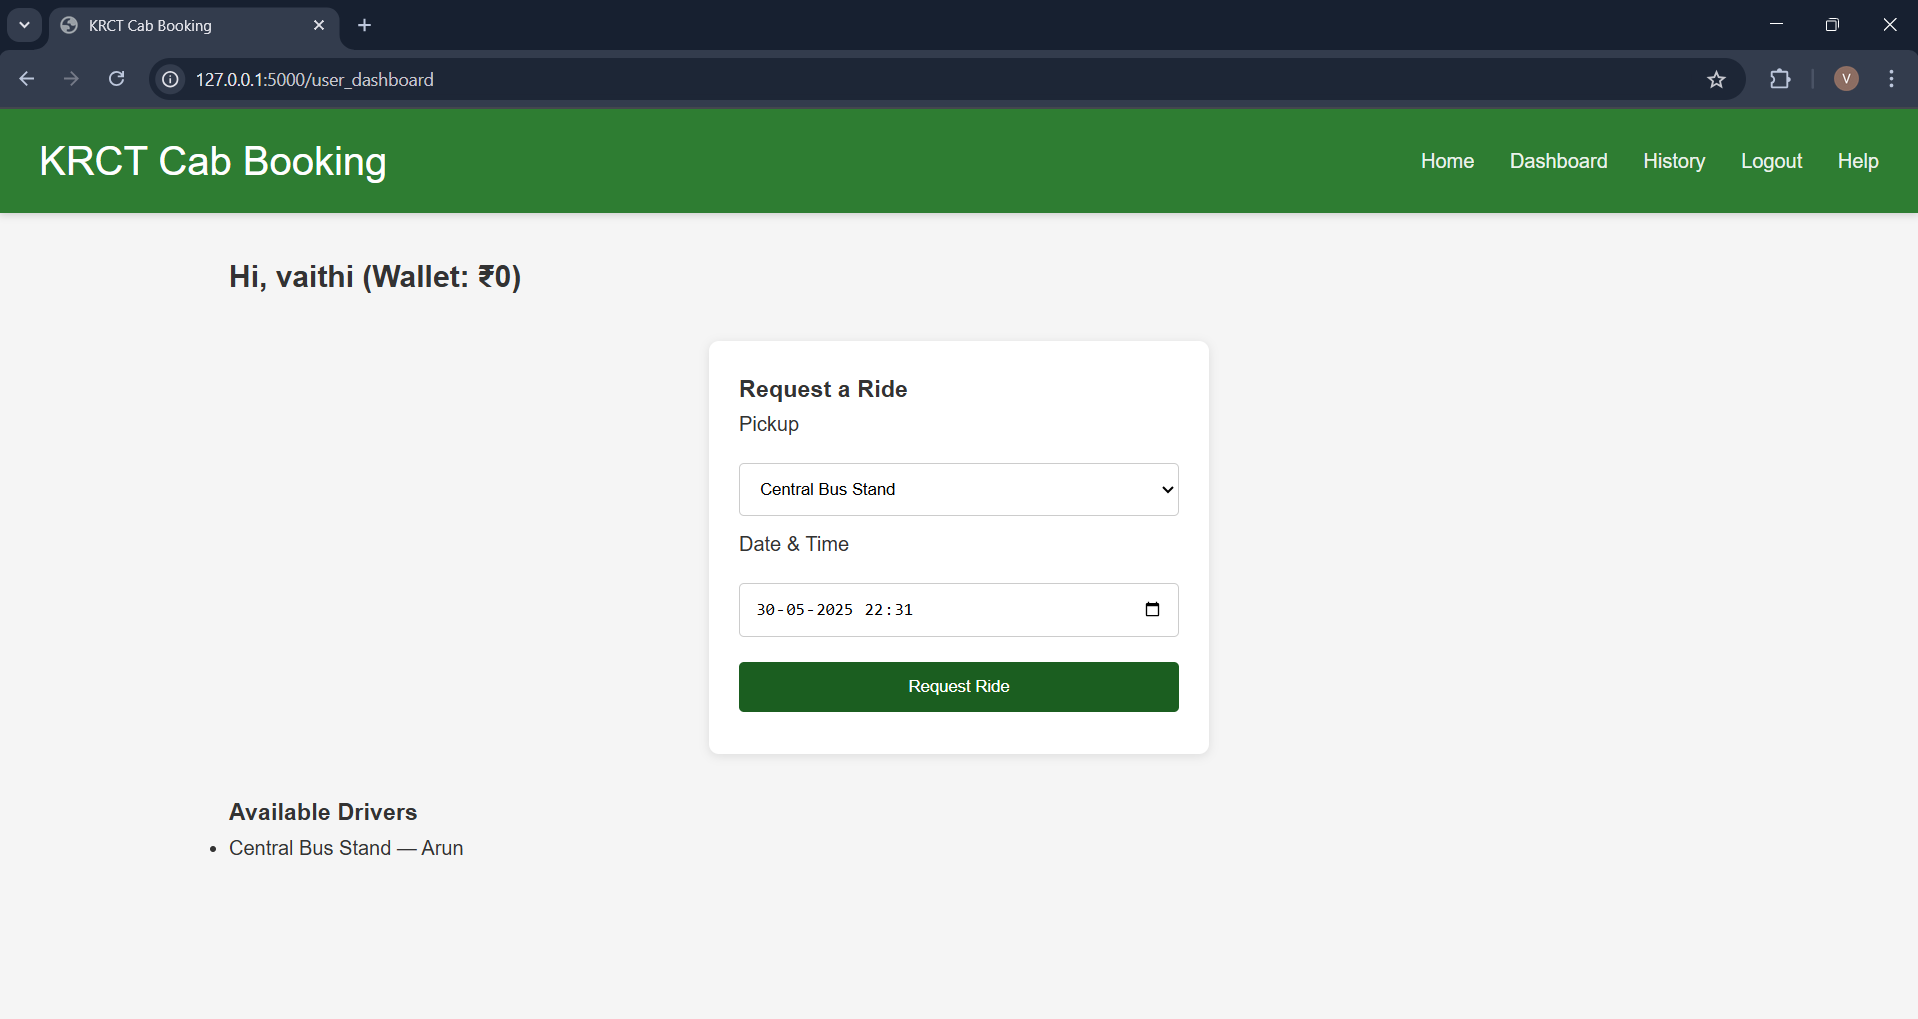 KRCT Cab Booking
127.0.0.1:5000/user_dashboard
V
KRCT Cab Booking
Home
Dashboard
History
Logout
Help
Hi, vaithi (Wallet: ₹0)
Request a Ride
Pickup
Central Bus Stand
Date & Time
30-05-2025 22:31
Request Ride
Available Drivers
• Central Bus Stand — Arun